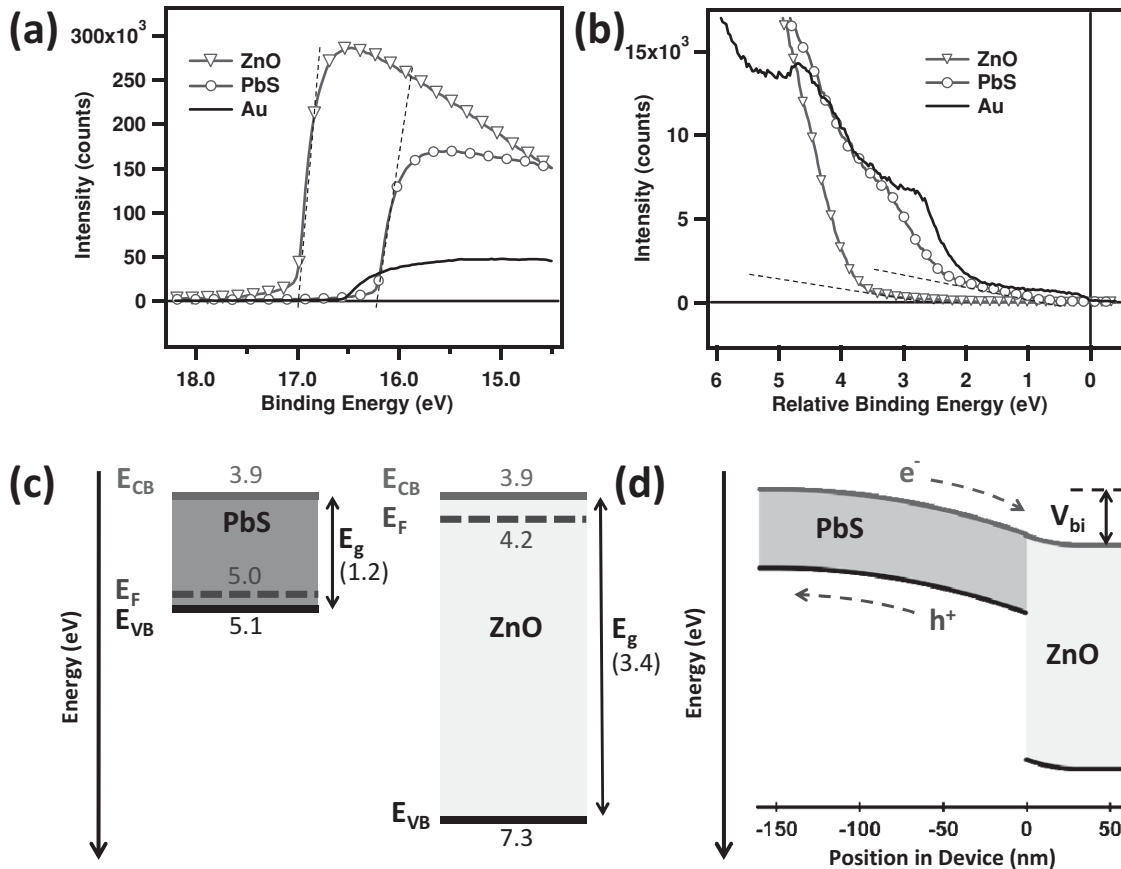 (a)
300x10³
250
200
150
100
50
0
Intensity (counts)
ZnO
PbS
Au
18.0 17.0 16.0 15.0
Binding Energy (eV)
(b)
15x10³
10
5
0
Intensity (counts)
ZnO
PbS
Au
6 5 4 3 2 1 0
Relative Binding Energy (eV)
(c)
Energy (eV)
E_CB 3.9
PbS
E_g
(1.2)
5.0
E_F
E_VB 5.1
E_CB 3.9
E_F
4.2
ZnO
E_g
(3.4)
E_VB
7.3
(d)
Energy (eV)
e⁻
V_bi
PbS
h⁺
ZnO
-150 -100 -50 0 50
Position in Device (nm)